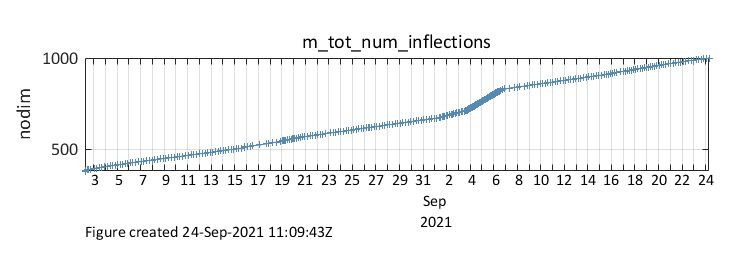 m_tot_num_inflections
1000
500
nodim
3 5 7 9 11 13 15 17 19 21 23 25 27 29 31 2 4 6 8 10 12 14 16 18 20 22 24
Sep
2021
Figure created 24-Sep-2021 11:09:43Z